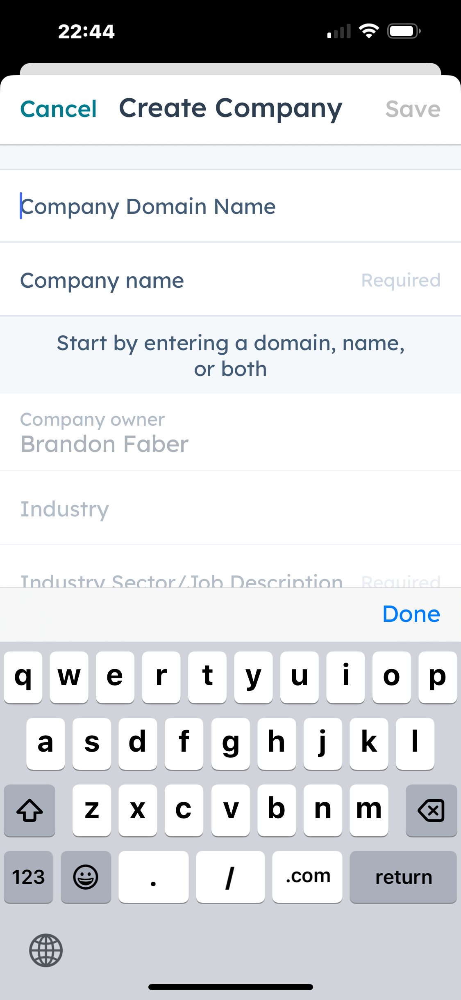 22:44
Cancel Create Company Save
Company Domain Name
Company name Required
Start by entering a domain, name,
or both
Company owner
Brandon Faber
Industry
Industry Sector/Job Description Required
Done
q w e r t y u i o p
a s d f g h j k l
z x c v b n m
123 . / .com return